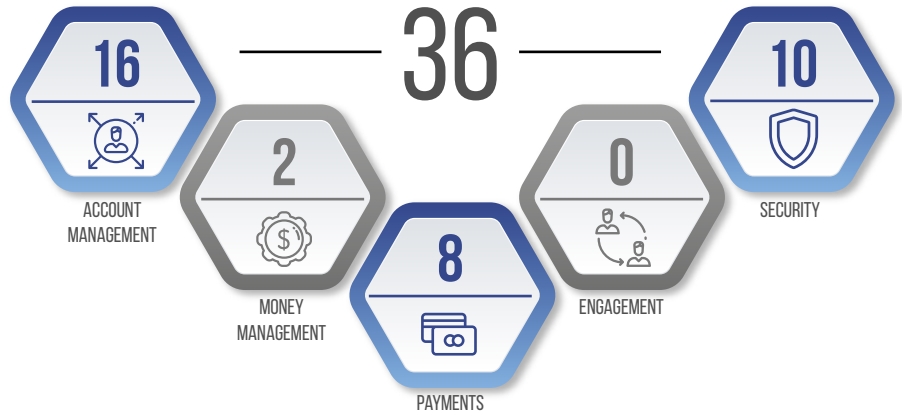 36
16
ACCOUNT
MANAGEMENT
2
$
MONEY
MANAGEMENT
8
PAYMENTS
0
ENGAGEMENT
10
SECURITY